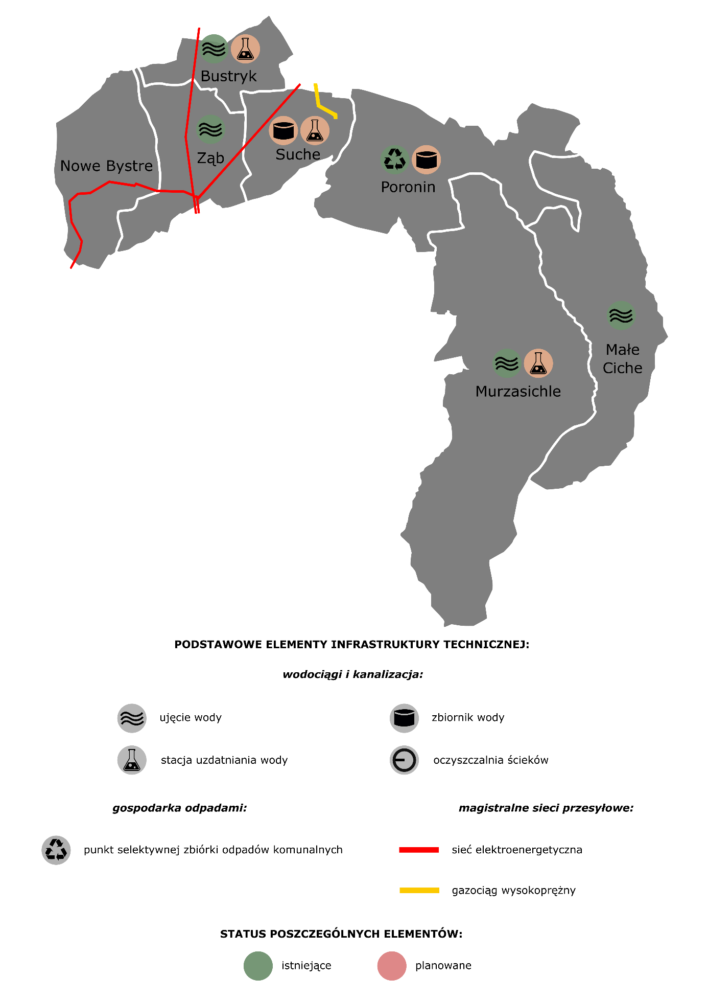 Bustryk
Ząb
Suche
Nowe Bystre
Poronin
Małe
Ciche
Murzasichle
PODSTAWOWE ELEMENTY INFRASTRUKTURY TECHNICZNEJ:
wodociągi i kanalizacja:
ujęcie wody
zbiornik wody
stacja uzdatniania wody
oczyszczalnia ścieków
gospodarka odpadami:
magistralne sieci przesyłowe:
punkt selektywnej zbiórki odpadów komunalnych
sieć elektroenergetyczna
gazociąg wysokoprężny
STATUS POSZCZEGÓLNYCH ELEMENTÓW:
istniejące
planowane